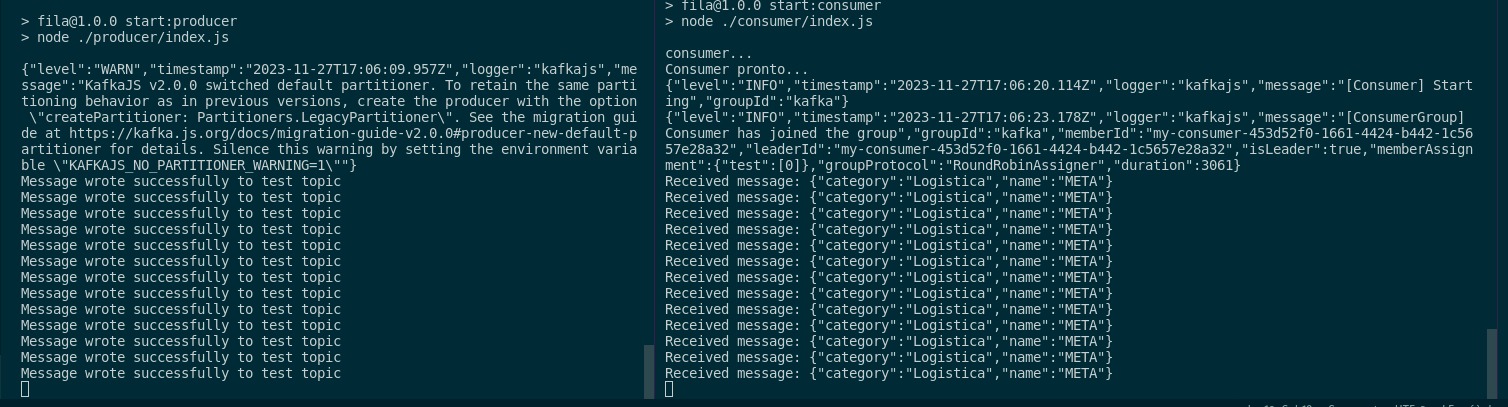 > fila@1.0.0 start:producer
> node ./producer/index.js
{"level":"WARN","timestamp":"2023-11-27T17:06:09.957Z","logger":"kafkajs","me
ssage":"KafkaJS v2.0.0 switched default partitioner. To retain the same parti
tioning behavior as in previous versions, create the producer with the option
 \"createPartitioner: Partitioners.LegacyPartitioner\". See the migration gui
de at https://kafka.js.org/docs/migration-guide-v2.0.0#producer-new-default-p
artitioner for details. Silence this warning by setting the environment varia
ble \"KAFKAJS_NO_PARTITIONER_WARNING=1\""}
Message wrote successfully to test topic
Message wrote successfully to test topic
Message wrote successfully to test topic
Message wrote successfully to test topic
Message wrote successfully to test topic
Message wrote successfully to test topic
Message wrote successfully to test topic
Message wrote successfully to test topic
Message wrote successfully to test topic
Message wrote successfully to test topic
Message wrote successfully to test topic
Message wrote successfully to test topic
Message wrote successfully to test topic
> fila@1.0.0 start:consumer
> node ./consumer/index.js
consumer...
Consumer pronto...
{"level":"INFO","timestamp":"2023-11-27T17:06:20.114Z","logger":"kafkajs","message":"[Consumer] Start
ing","groupId":"kafka"}
{"level":"INFO","timestamp":"2023-11-27T17:06:23.178Z","logger":"kafkajs","message":"[ConsumerGroup]
Consumer has joined the group","groupId":"kafka","memberId":"my-consumer-453d52f0-1661-4424-b442-1c56
57e28a32","leaderId":"my-consumer-453d52f0-1661-4424-b442-1c5657e28a32","isLeader":true,"memberAssign
ment":{"test":[0]},"groupProtocol":"RoundRobinAssigner","duration":3061}
Received message: {"category":"Logistica","name":"META"}
Received message: {"category":"Logistica","name":"META"}
Received message: {"category":"Logistica","name":"META"}
Received message: {"category":"Logistica","name":"META"}
Received message: {"category":"Logistica","name":"META"}
Received message: {"category":"Logistica","name":"META"}
Received message: {"category":"Logistica","name":"META"}
Received message: {"category":"Logistica","name":"META"}
Received message: {"category":"Logistica","name":"META"}
Received message: {"category":"Logistica","name":"META"}
Received message: {"category":"Logistica","name":"META"}
Received message: {"category":"Logistica","name":"META"}
Received message: {"category":"Logistica","name":"META"}